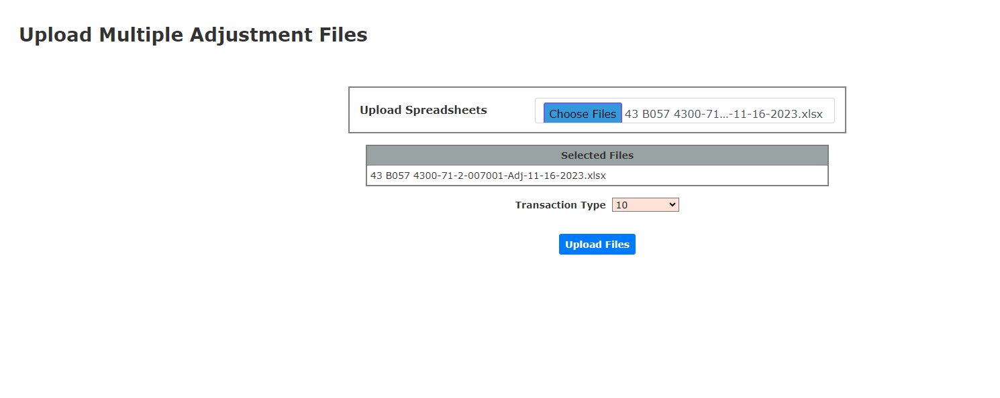 Upload Multiple Adjustment Files
Upload Spreadsheets Choose Files 43 B057 4300-71...-11-16-2023.xlsx
Selected Files
43 B057 4300-71-2-007001-Adj-11-16-2023.xlsx
Transaction Type 10
Upload Files